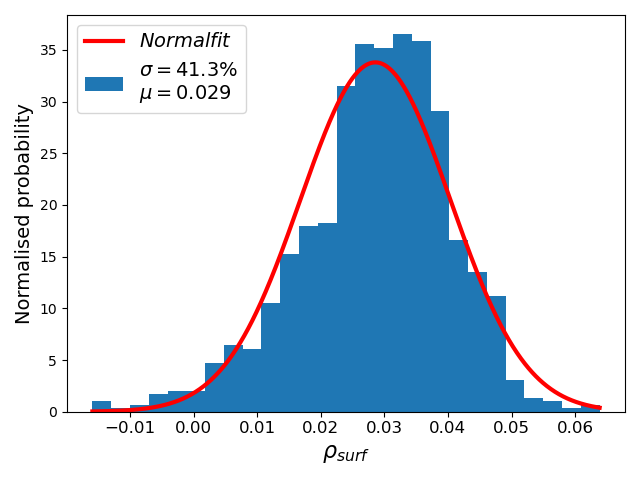 Normalfit
σ = 41.3%
μ = 0.029
Normalised probability
35
30
25
20
15
10
5
0
−0.01 0.00 0.01 0.02 0.03 0.04 0.05 0.06
ρsurf